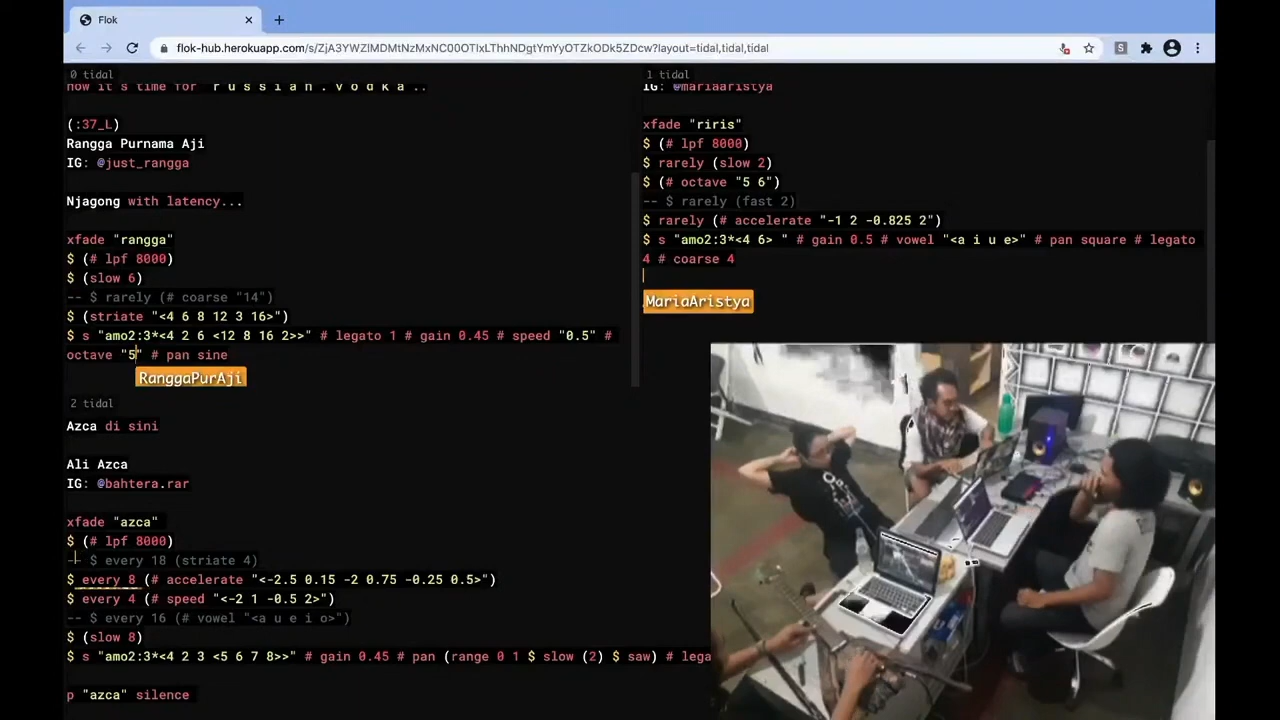 Flok
flok-hub.herokuapp.com/s/ZjA3YWZlMDMtNzMxNC00OTIxLThhNDgtYmYyOTZkODk5ZDcw?layout=tidal,tidal,tidal
0 tidal
now it's time for r u s s i a n . v o d k a ..
(:37_L)
Rangga Purnama Aji
IG: @just_rangga
Njagong with latency...
xfade "rangga"
$ (# lpf 8000)
$ (slow 6)
-- $ rarely (# coarse "14")
$ (striate "<4 6 8 12 3 16>")
$ s "amo2:3*<4 2 6 <12 8 16 2>>" # legato 1 # gain 0.45 # speed "0.5" #
octave "5" # pan sine
RanggaPurAji
1 tidal
IG: @mariaaristya
xfade "riris"
$ (# lpf 8000)
$ rarely (slow 2)
$ (# octave "5 6")
-- $ rarely (fast 2)
$ rarely (# accelerate "-1 2 -0.825 2")
$ s "amo2:3*<4 6> " # gain 0.5 # vowel "<a i u e>" # pan square # legato
4 # coarse 4
MariaAristya
2 tidal
Azca di sini
Ali Azca
IG: @bahtera.rar
xfade "azca"
$ (# lpf 8000)
-- $ every 18 (striate 4)
$ every 8 (# accelerate "<-2.5 0.15 -2 0.75 -0.25 0.5>")
$ every 4 (# speed "<-2 1 -0.5 2>")
-- $ every 16 (# vowel "<a u e i o>")
$ (slow 8)
$ s "amo2:3*<4 2 3 <5 6 7 8>>" # gain 0.45 # pan (range 0 1 $ slow (2) $ saw) # lega
p "azca" silence